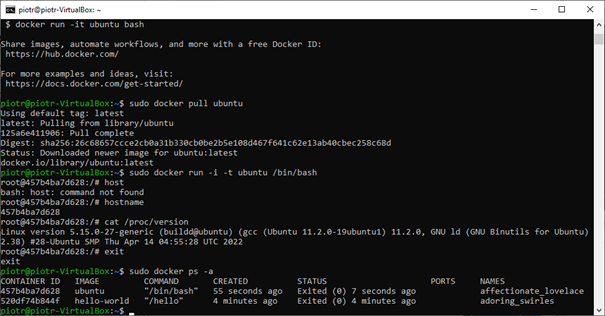 piotr@piotr-VirtualBox: ~
$ docker run -it ubuntu bash
Share images, automate workflows, and more with a free Docker ID:
https://hub.docker.com/
For more examples and ideas, visit:
https://docs.docker.com/get-started/
piotr@piotr-VirtualBox:~$ sudo docker pull ubuntu
Using default tag: latest
latest: Pulling from library/ubuntu
125a6e411906: Pull complete
Digest: sha256:26c68657ccce2cb0a31b330cb0be2b5e108d467f641c62e13ab40cbec258c68d
Status: Downloaded newer image for ubuntu:latest
docker.io/library/ubuntu:latest
piotr@piotr-VirtualBox:~$ sudo docker run -i -t ubuntu /bin/bash
root@457b4ba7d628:/# host
bash: host: command not found
root@457b4ba7d628:/# hostname
457b4ba7d628
root@457b4ba7d628:/# cat /proc/version
Linux version 5.15.0-27-generic (buildd@ubuntu) (gcc (Ubuntu 11.2.0-19ubuntu1) 11.2.0, GNU ld (GNU Binutils for Ubuntu)
2.38) #28-Ubuntu SMP Thu Apr 14 04:55:28 UTC 2022
root@457b4ba7d628:/# exit
exit
piotr@piotr-VirtualBox:~$ sudo docker ps -a
CONTAINER ID IMAGE COMMAND CREATED STATUS PORTS NAMES
457b4ba7d628 ubuntu "/bin/bash" 55 seconds ago Exited (0) 7 seconds ago affectionate_lovelace
520df74b844f hello-world "/hello" 4 minutes ago Exited (0) 4 minutes ago adoring_swirles
piotr@piotr-VirtualBox:~$